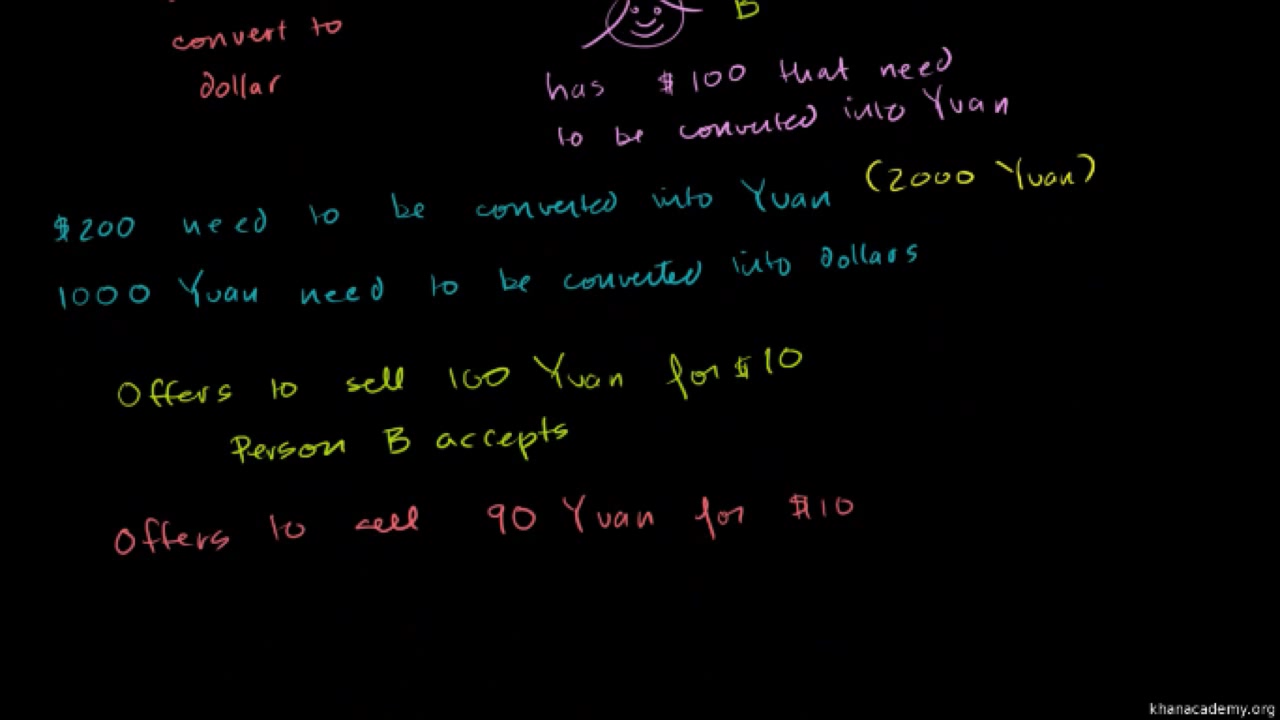 convert to
dollar
B
has $100 that need
to be converted into Yuan
$200 need to be converted into Yuan (2000 Yuan)
1000 Yuan need to be converted into dollars
Offers to sell 100 Yuan for $10
Person B accepts
Offers to sell 90 Yuan for $10
khanacademy.org